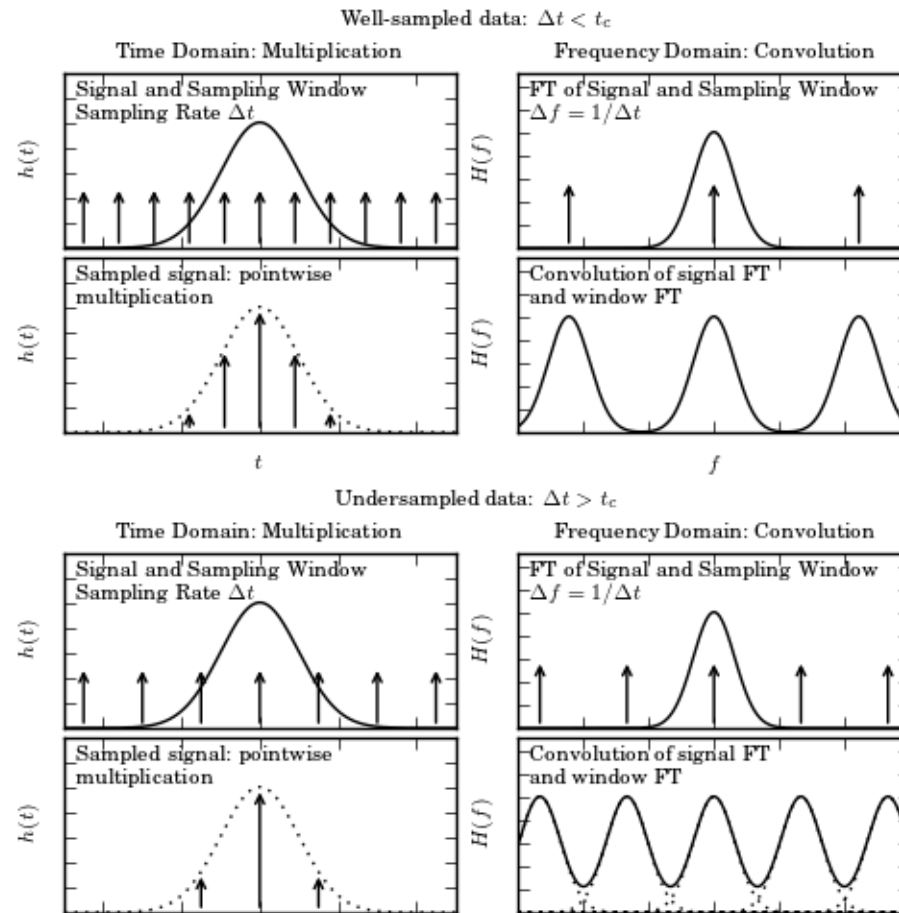 Well-sampled data: Δt < t_c
Time Domain: Multiplication
Frequency Domain: Convolution
Signal and Sampling Window
Sampling Rate Δt
h(t)
FT of Signal and Sampling Window
Δf = 1/Δt
H(f)
Sampled signal: pointwise
multiplication
h(t)
t
Convolution of signal FT
and window FT
H(f)
f
Undersampled data: Δt > t_c
Time Domain: Multiplication
Frequency Domain: Convolution
Signal and Sampling Window
Sampling Rate Δt
h(t)
FT of Signal and Sampling Window
Δf = 1/Δt
H(f)
Sampled signal: pointwise
multiplication
h(t)
Convolution of signal FT
and window FT
H(f)